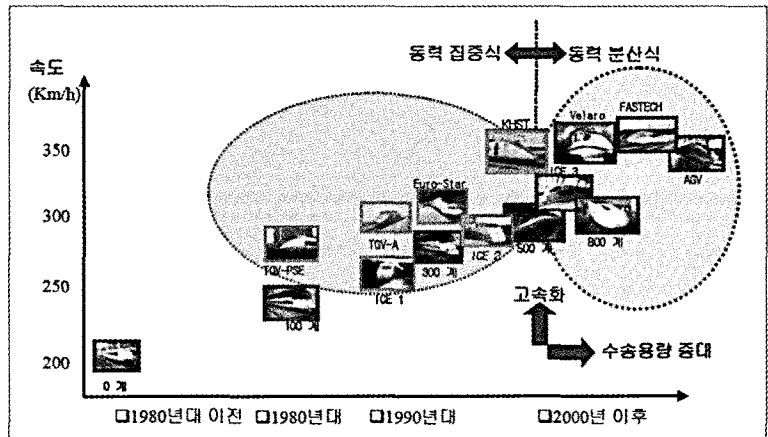 동력 집중식 동력 분산식
속도
(Km/h)
350
300
250
200
KHST
Velaro
FASTECH
AGV
ICE 3
Euro-Star
TGV-A
300 계
ICE 2
500 계
800 계
TGV-PSE
ICE 1
100 계
0 계
고속화
수송용량 증대
□1980년대 이전 □1980년대 □1990년대 □2000년 이후